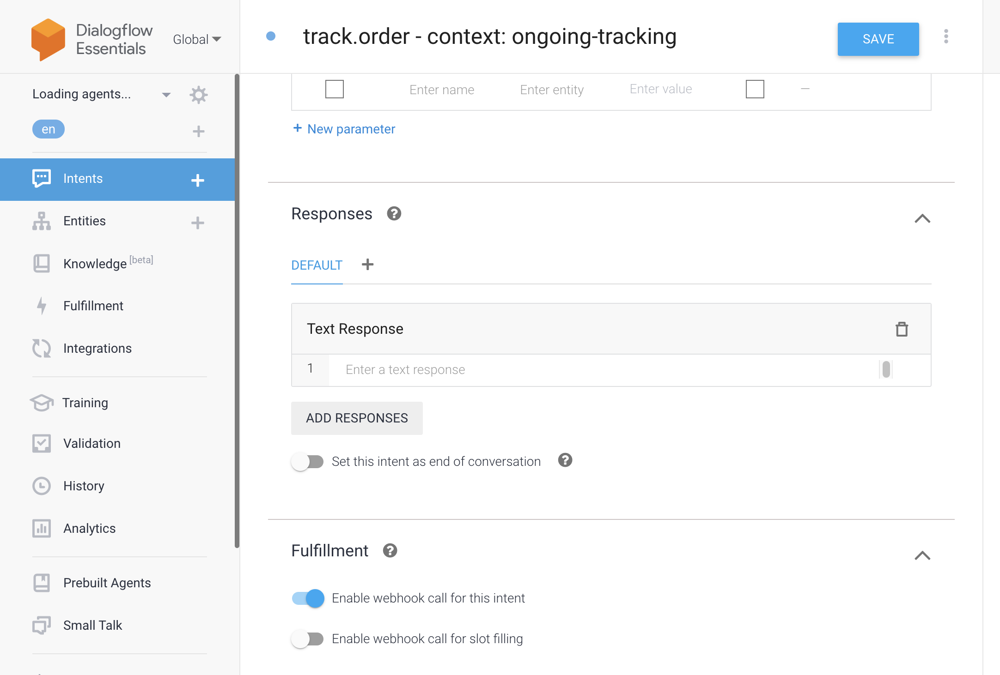 Dialogflow
Essentials
Global
track.order - context: ongoing-tracking
SAVE
Loading agents...
en
Intents
Entities
Knowledge [beta]
Fulfillment
Integrations
Training
Validation
History
Analytics
Prebuilt Agents
Small Talk
Enter name
Enter entity
Enter value
—
+ New parameter
Responses
DEFAULT
Text Response
1
Enter a text response
ADD RESPONSES
Set this intent as end of conversation
Fulfillment
Enable webhook call for this intent
Enable webhook call for slot filling